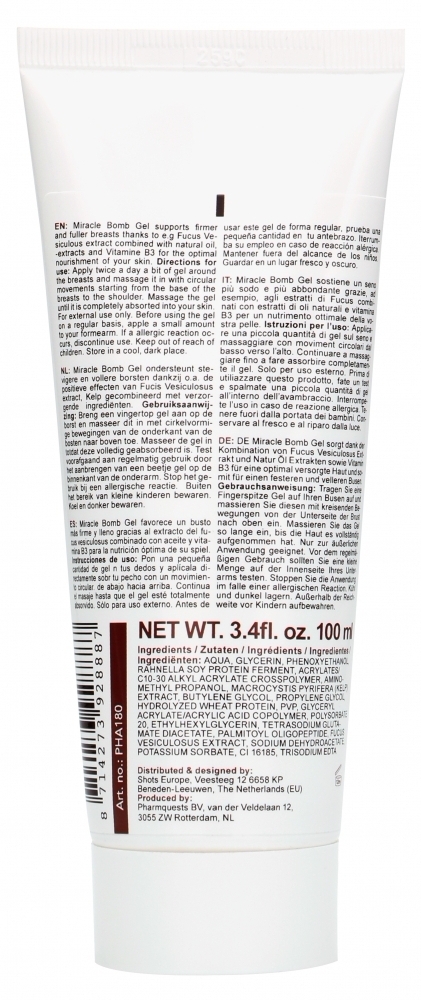 EN: Miracle Bomb Gel supports firmer
and fuller breasts thanks to e.g Fucus Ve-
siculous extract combined with natural oil,
-extracts and Vitamine B3 for the optimal
nourishment of your skin. Directions for
use: Apply twice a day a bit of gel around
the breasts and massage it in with circular
movements starting from the base of the
breasts to the shoulder. Massage the gel
until it is completely absorbed into your skin.
For external use only. Before using the gel
on a regular basis, apply a small amount
to your formearm. If a allergic reaction oc-
curs, discontinue use. Keep out of reach of
children. Store in a cool, dark place.
NL: Miracle Bomb Gel ondersteunt ste-
vigere en vollere borsten dankzij o.a. de
positieve effecten van Fucus Vesiculosus
extract, Kelp gecombineerd met verzor-
gende ingrediënten. Gebruiksaanwij-
zing: Breng een vingertop gel aan op de
borst en masseer dit in met cirkelvormi-
ge bewegingen van de onderkant van de
bosten naar boven toe. Masseer de gel in
totdat deze volledig geabsorbeerd is. Test
voorafgaand aan regelmatig gebruik door
het aanbrengen van een beetje gel op de
binnenkant van de onderarm. Stop het ge-
bruik bij een allergische reactie. Buiten
het bereik van kleine kinderen bewaren.
Koel en donker bewaren.
ES: Miracle Bomb Gel favorece un busto
más firme y lleno gracias al extracto del fu-
cus vesiculosus combinado con aceite y vita-
mina B3 para la nutrición óptima de su spiel.
Instrucciones de uso: Pon una pequena
cantidad de gel n tus dedos y aplicala di-
rectamente sobr tu pecho con un movimien-
to circular de abajo hacia arriba. Continua
el masaje hasta que el gel esté totalmente
absorvido. Sólo para uso externo. Antes de
usar este gel de forma regular, prueba una
pequeña cantidad en tu antebrazo. Iterrum-
ba su empleo en caso de reacción alérgica.
Mantener fuera del alcance de los niños.
Guardar en un lugar fresco y oscuro.
IT: Miracle Bomb Gel sostiene un seno
più sodo e più abbondante grazie, ad
esempio, agli estratti di Fucus combi-
nati con estratti di oli naturali e vitamina
B3 per un nutrimento ottimale della vo-
stra pelle. Istruzioni per l'uso: Applica-
re una piccola quantità di gel sul seno e
massaggiare con moviment circolari dal
basso verso l'alto. Continuare a massag-
giare fino a fare assorbire completamen-
te il gel. Solo per uso esterno. Prima di
utiliazzare questo prodotto, fate un test
e spalmate una piccola quantità di gel
all'interno dell'avambraccio. Interrompe-
te l'uso in caso de reazione allergica. Te-
nere fuori dalla portata dei bambini. Con-
servare al fresco e al riparo dalla luce.
DE: DE Miracle Bomb Gel sorgt dank der
Kombination von Fucus Vesiculosus Ext-
rakt und Natur Öl Extrakten sowie Vitamin
B3 für eine optimal versorgte Haut und so-
mit für einen festeren und volleren Busen.
Gebrauchsanweisung: Tragen Sie eine
Fingerspitze Gel auf Ihren Busen auf und
massieren Sie diesen mit kreisenden Be-
wegungen von der Unterseite der Brust
nach oben ein. Massieren Sie das Gel
so lange ein, bis die Haut es vollständig
aufgenommen hat. Nur zur äußerlichen
Anwendung geeignet. Vor dem regelmä-
ßigen Gebrauch sollten Sie eine kleine
Menge auf der Innenseite Ihres Unter-
arms testen. Stoppen Sie die Anwendung
im falle einer allergischen Reaktion. Kühl
und dunkel lagern. Außerhalb der Reich-
weite vor Kindern aufbewahren.
8 714273 928887
Art. no.: PHA180
NET WT. 3.4fl. oz. 100 ml
Ingredients / Zutaten / Ingrédients / Ingredientes /
Ingrediënten: AQUA, GLYCERIN, PHENOXYETHANOL,
RAHNELLA SOY PROTEIN FERMENT, ACRYLATES/
C10-30 ALKYL ACRYLATE CROSSPOLYMER, AMINO-
METHYL PROPANOL, MACROCYSTIS PYRIFERA (KELP)
EXTRACT, BUTYLENE GLYCOL, PROPYLENE GLYCOL,
HYDROLYZED WHEAT PROTEIN, PVP, GLYCERYL
ACRYLATE/ACRYLIC ACID COPOLYMER, POLYSORBATE
20, ETHYLHEXYLGLYCERIN, TETRASODIUM GLUTA-
MATE DIACETATE, PALMITOYL OLIGOPEPTIDE, FUCUS
VESICULOSUS EXTRACT, SODIUM DEHYDROACETATE,
POTASSIUM SORBATE, CI 16185, TRISODIUM EDTA
Distributed & designed by:
Shots Europe, Veesteeg 12 6658 KP
Beneden-Leeuwen, The Netherlands (EU)
Produced by:
Pharmquests BV, van der Veldelaan 12,
3055 ZW Rotterdam, NL